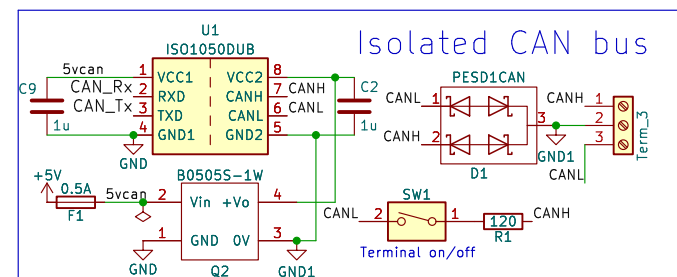 Isolated CAN bus
U1
ISO1050DUB
5vcan
1 VCC1 VCC2 8
C9 CAN_Rx 2 RXD CANH 7 CANH C2
CAN_Tx 3 TXD CANL 6 CANL
1u 4 GND1 GND2 5 1u
GND
PESD1CAN
CANL 1
CANH 2
3
D1
GND1
CANH 1
2
3
CANL
Term_3
+5V 0.5A 5vcan
F1
B0505S-1W
2 Vin +Vo 4
1 GND 0V 3
GND Q2 GND1
SW1
CANL 2 1 120 CANH
R1
Terminal on/off